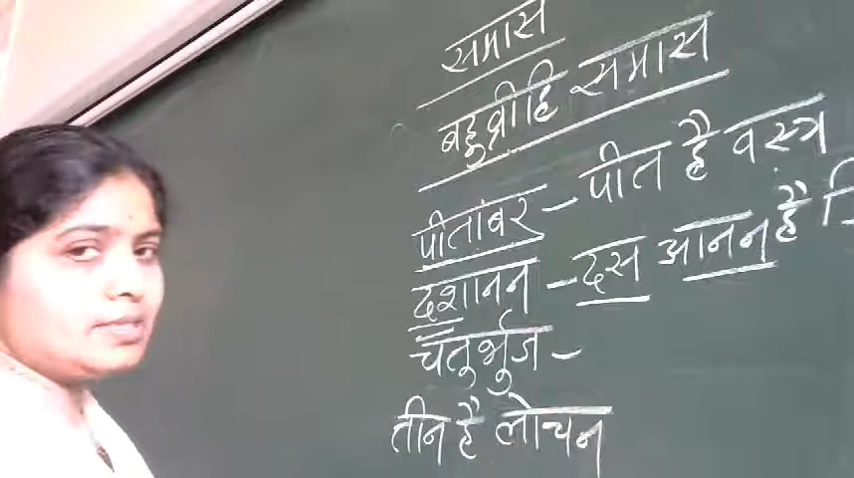 समास
बहुव्रीहि समास
पीतांबर – पीत है वस्त्र
दशानन – दस आनन है
चतुर्भुज –
तीन है लोचन